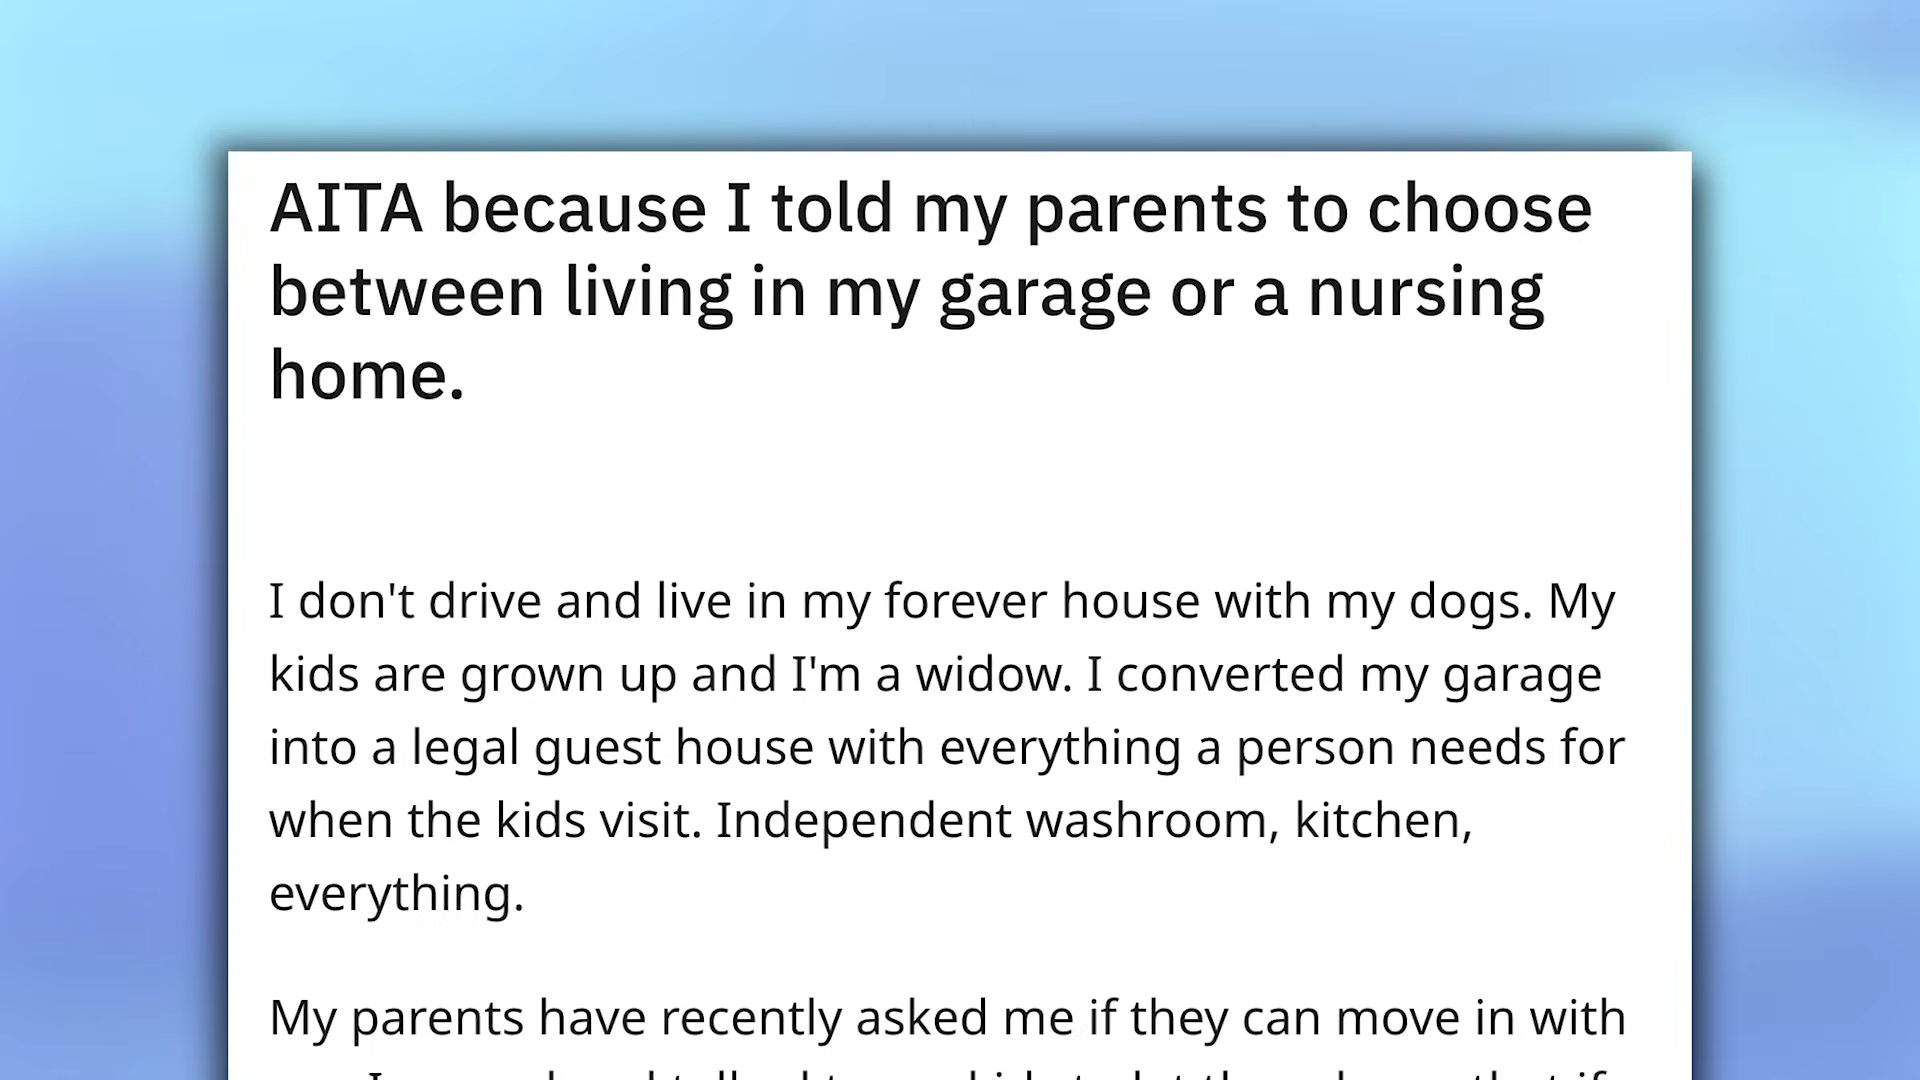 AITA because I told my parents to choose
between living in my garage or a nursing
home.
I don't drive and live in my forever house with my dogs. My
kids are grown up and I'm a widow. I converted my garage
into a legal guest house with everything a person needs for
when the kids visit. Independent washroom, kitchen,
everything.
My parents have recently asked me if they can move in with